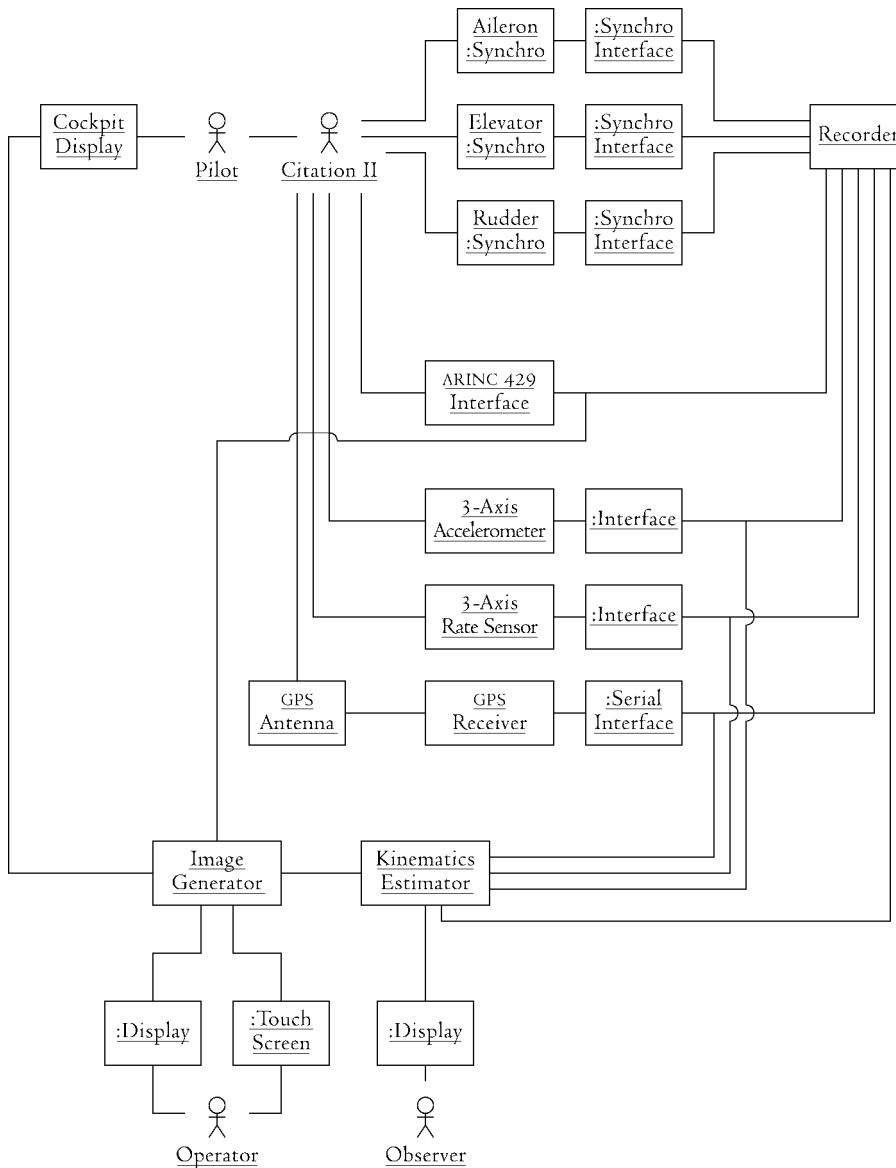 Aileron
:Synchro
:Synchro
Interface
Cockpit
Display
Pilot
Citation II
Elevator
:Synchro
:Synchro
Interface
Recorder
Rudder
:Synchro
:Synchro
Interface
ARINC 429
Interface
3-Axis
Accelerometer
:Interface
3-Axis
Rate Sensor
:Interface
GPS
Antenna
GPS
Receiver
:Serial
Interface
Image
Generator
Kinematics
Estimator
:Display
:Touch
Screen
:Display
Operator
Observer